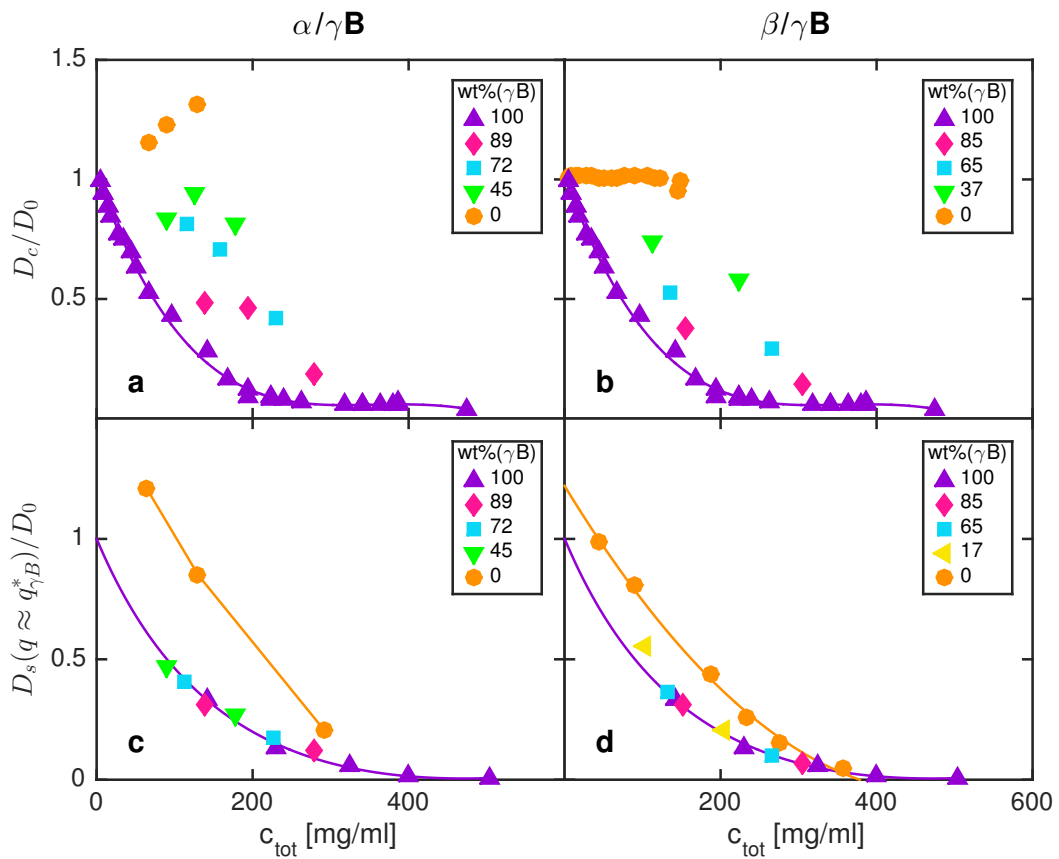 α/γB
β/γB
1.5
1
0.5
D_c/D_0
wt%(γB)
100
89
72
45
0
a
wt%(γB)
100
85
65
37
0
b
1
0.5
0
D_s(q ≈ q*_γB)/D_0
wt%(γB)
100
89
72
45
0
c
wt%(γB)
100
85
65
17
0
d
0 200 400 200 400 600
c_tot [mg/ml] c_tot [mg/ml]